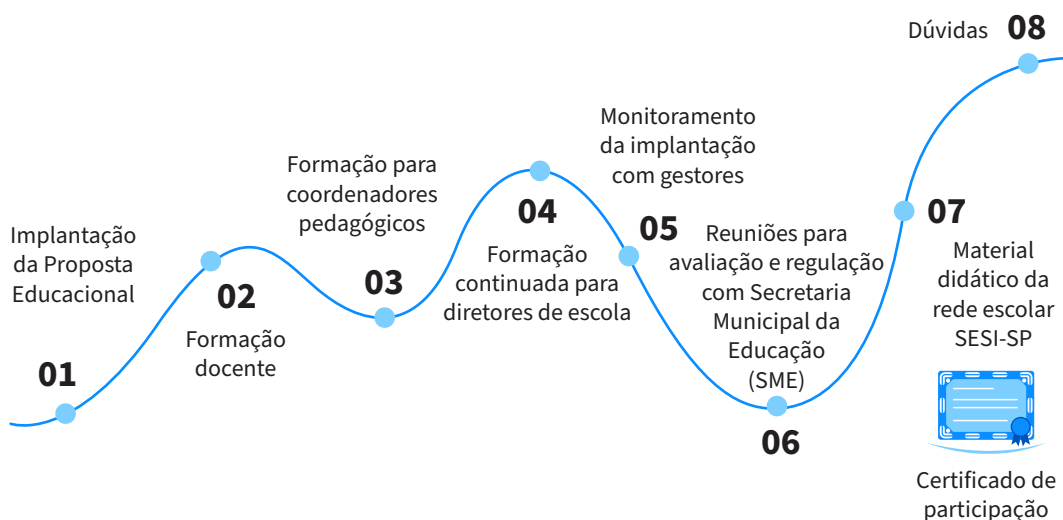 01
Implantação
da Proposta
Educacional
02
Formação
docente
03
Formação para
coordenadores
pedagógicos
04
Formação
continuada para
diretores de escola
05
Monitoramento
da implantação
com gestores
06
Reuniões para
avaliação e regulação
com Secretaria
Municipal da
Educação
(SME)
07
Material
didático da
rede escolar
SESI-SP
Certificado de
participação
Dúvidas 08